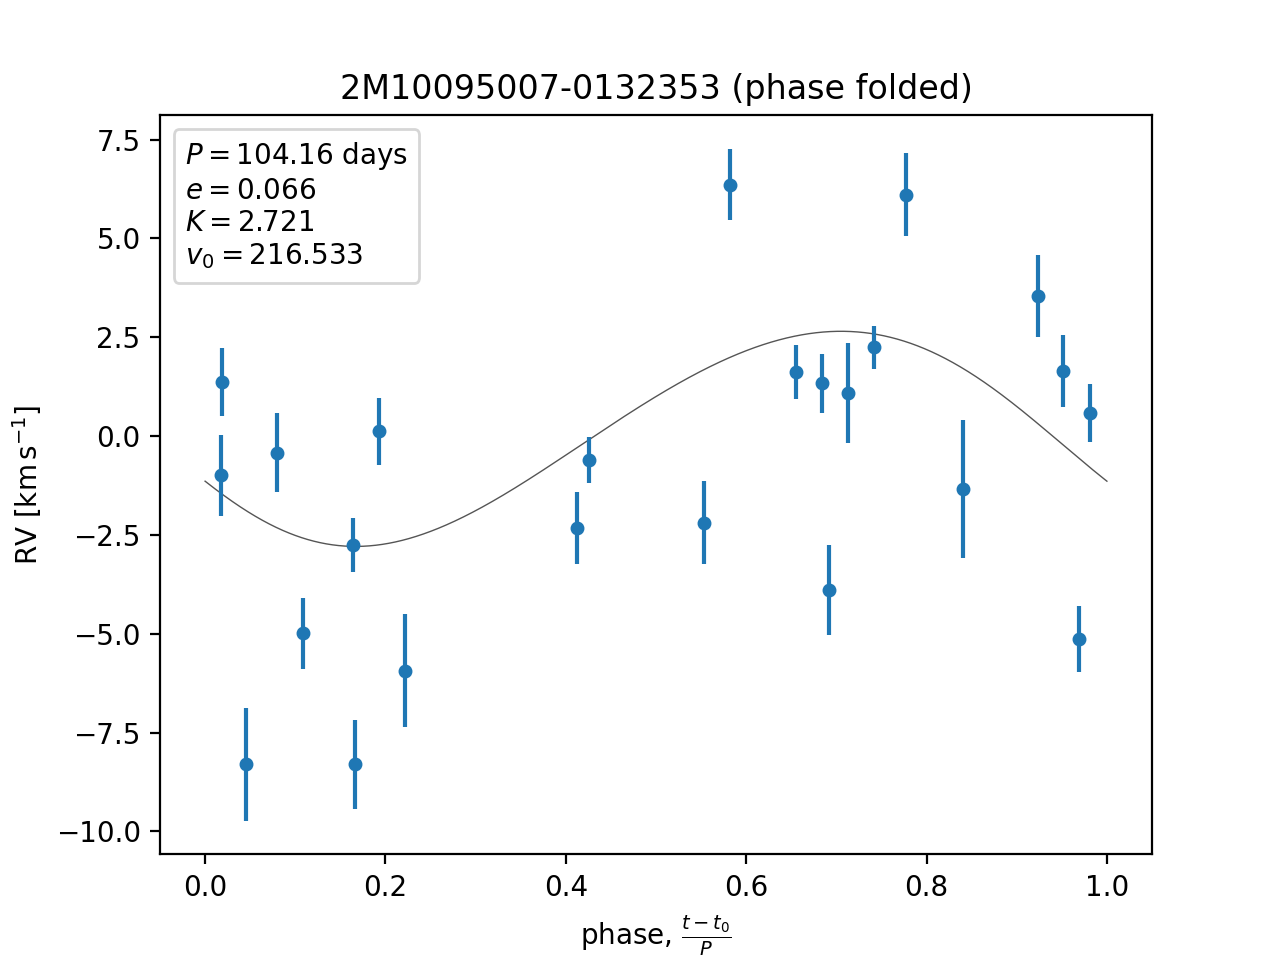 2M10095007-0132353 (phase folded)
P = 104.16 days
e = 0.066
K = 2.721
v₀ = 216.533
7.5
5.0
2.5
0.0
−2.5
−5.0
−7.5
−10.0
RV [km s⁻¹]
0.0 0.2 0.4 0.6 0.8 1.0
phase, (t − t₀)/P